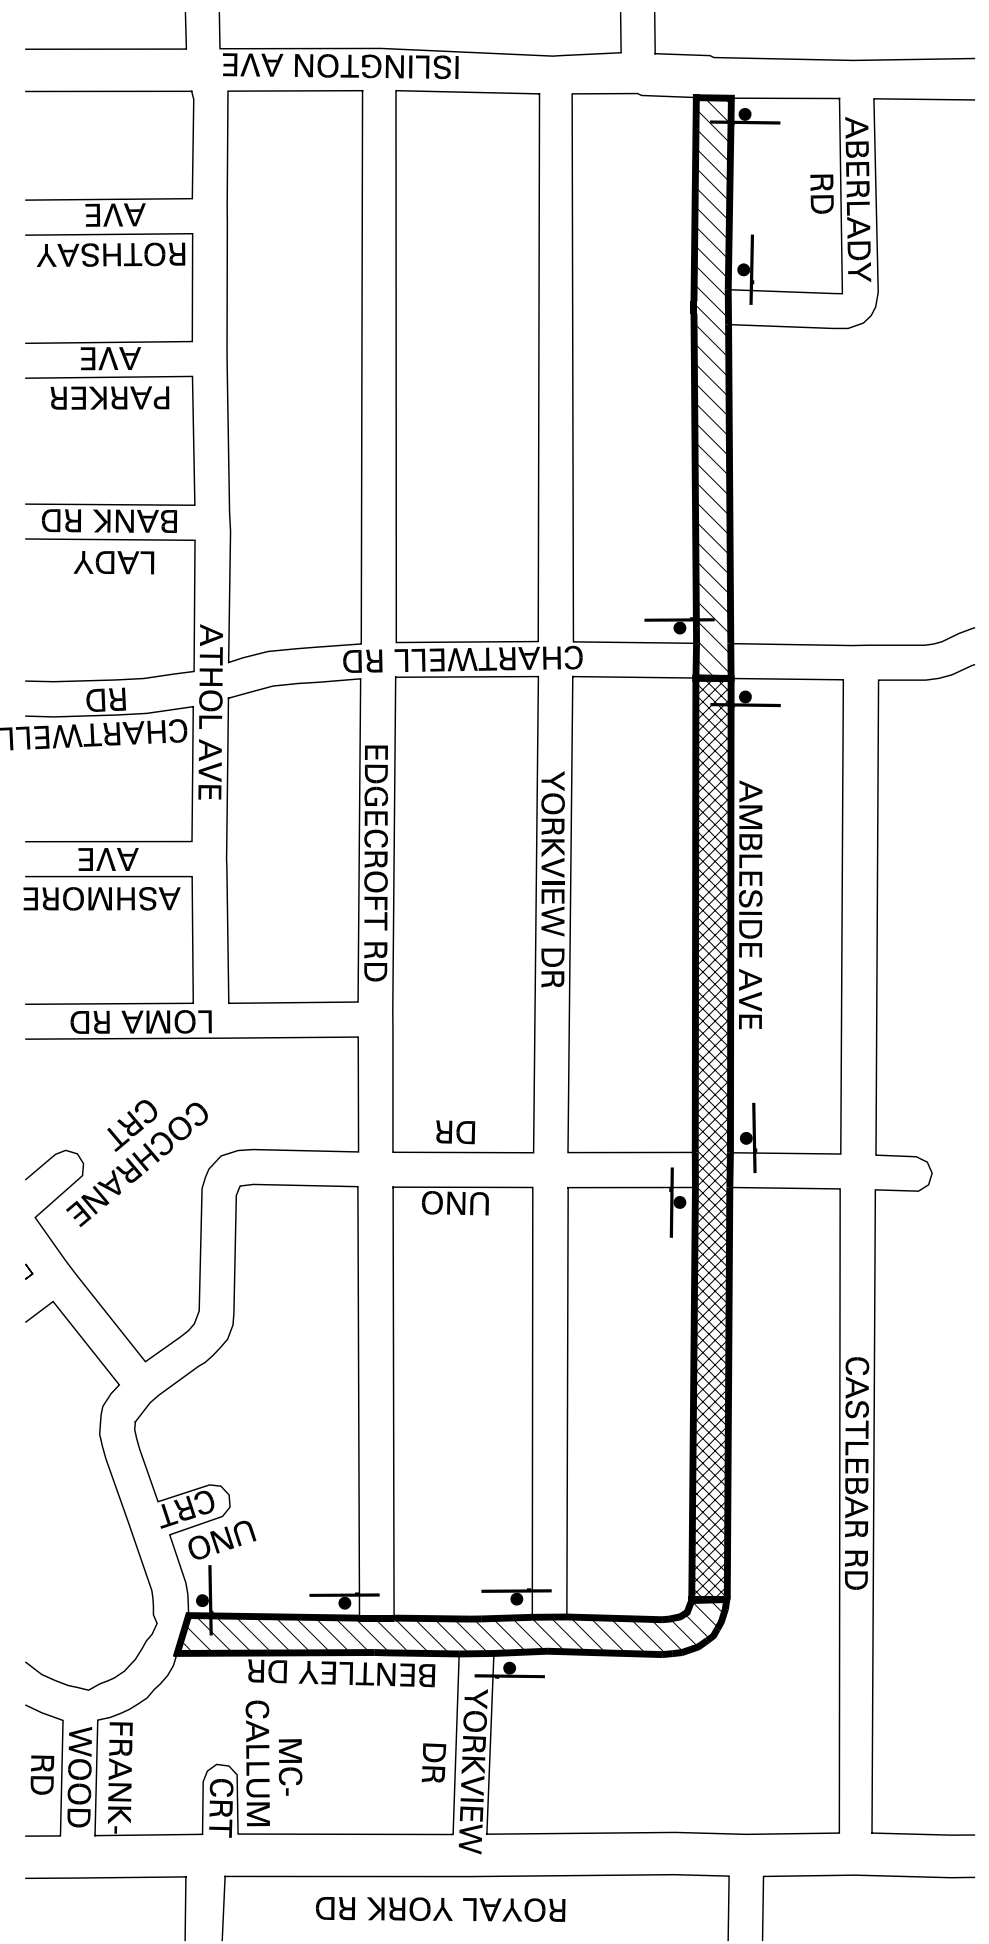 ISLINGTON AVE
ABERLADY
RD
ROTHSAY
AVE
PARKER
AVE
LADY
BANK RD
ATHOL AVE
CHARTWELL RD
CHARTWELL
RD
EDGECROFT RD
YORKVIEW DR
AMBLESIDE AVE
ASHMORE
AVE
LOMA RD
COCHRANE
CRT
UNO
DR
CASTLEBAR RD
UNO
CRT
BENTLEY DR
FRANK-
WOOD
RD
MC-
CALLUM
CRT
YORKVIEW
DR
ROYAL YORK RD